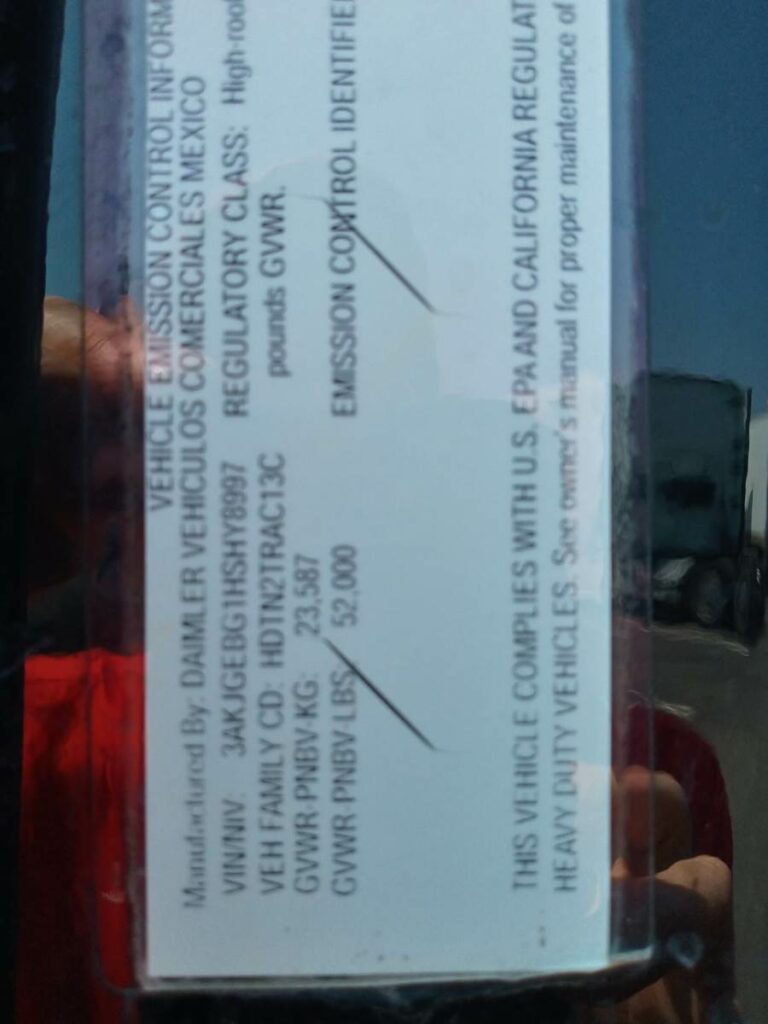 VEHICLE EMISSION CONTROL INFORM
Manufactured By: DAIMLER VEHICULOS COMERCIALES MEXICO
VIN/NIV: 3AKJGEBG1HSHY8997 REGULATORY CLASS: High-roof
VEH FAMILY CD: HDTN2TRAC13C pounds GVWR.
GVWR-PNBV-KG: 23,587
GVWR PNBV-LBS: 52,000 EMISSION CONTROL IDENTIFIE
THIS VEHICLE COMPLIES WITH U.S. EPA AND CALIFORNIA REGULAT
HEAVY DUTY VEHICLES. See owner's manual for proper maintenance of